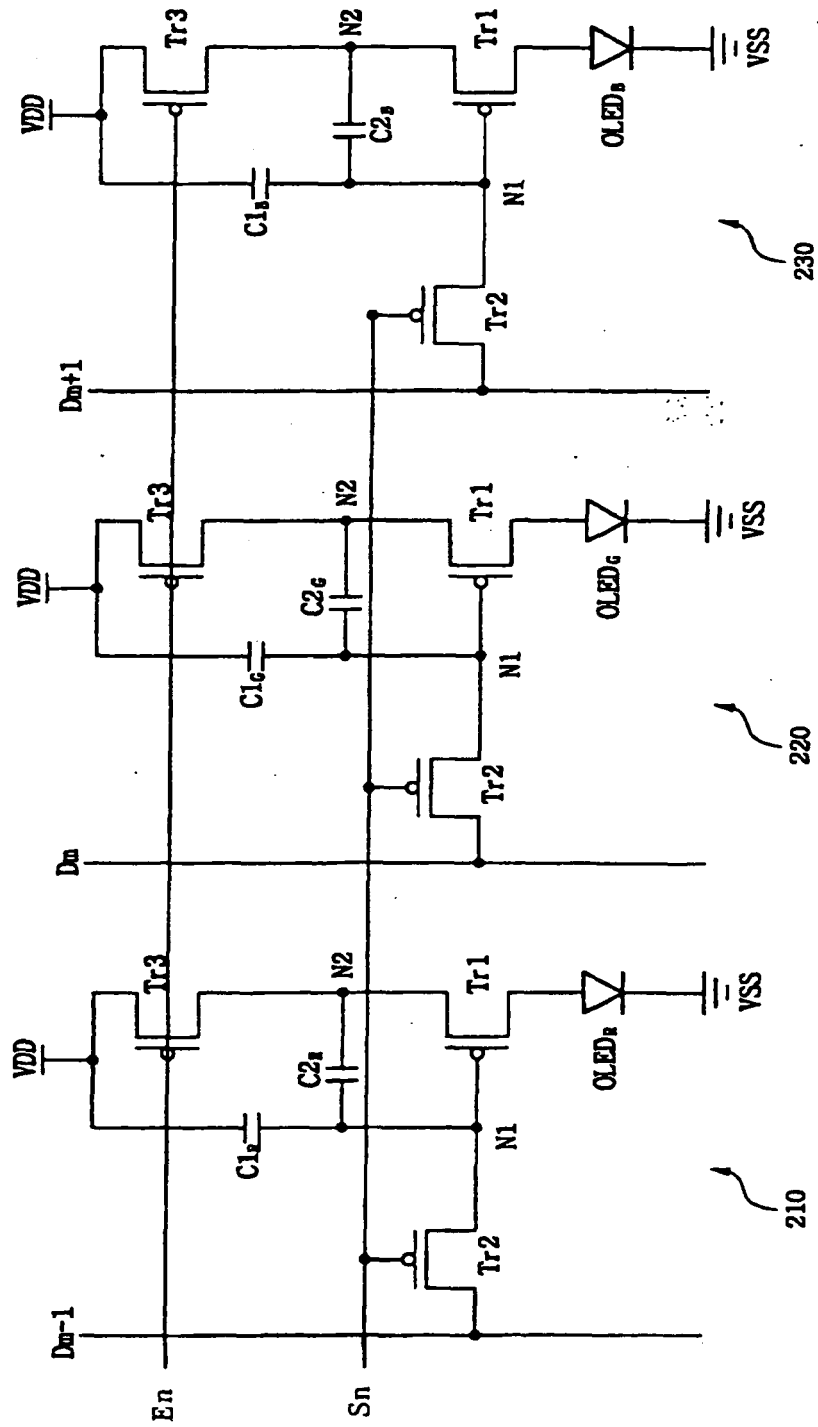 VDD
Tr3
N2
C1R
C2R
Tr1
N1
Tr2
OLEDR
VSS
210
Dm-1
En
Sn
VDD
Tr3
N2
C1G
C2G
Tr1
N1
Tr2
OLEDG
VSS
220
Dm
VDD
Tr3
N2
C1B
C2B
Tr1
N1
Tr2
OLEDB
VSS
230
Dm+1